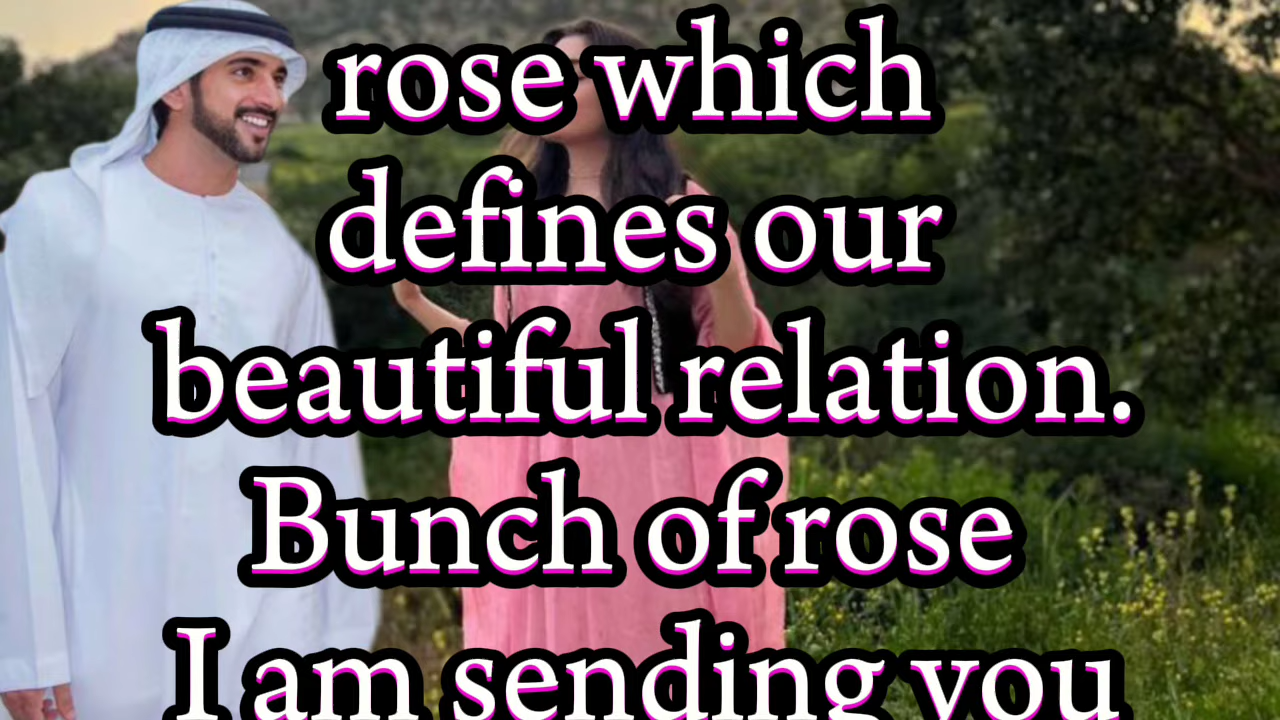 rose which
defines our
beautiful relation.
Bunch of rose
I am sending you